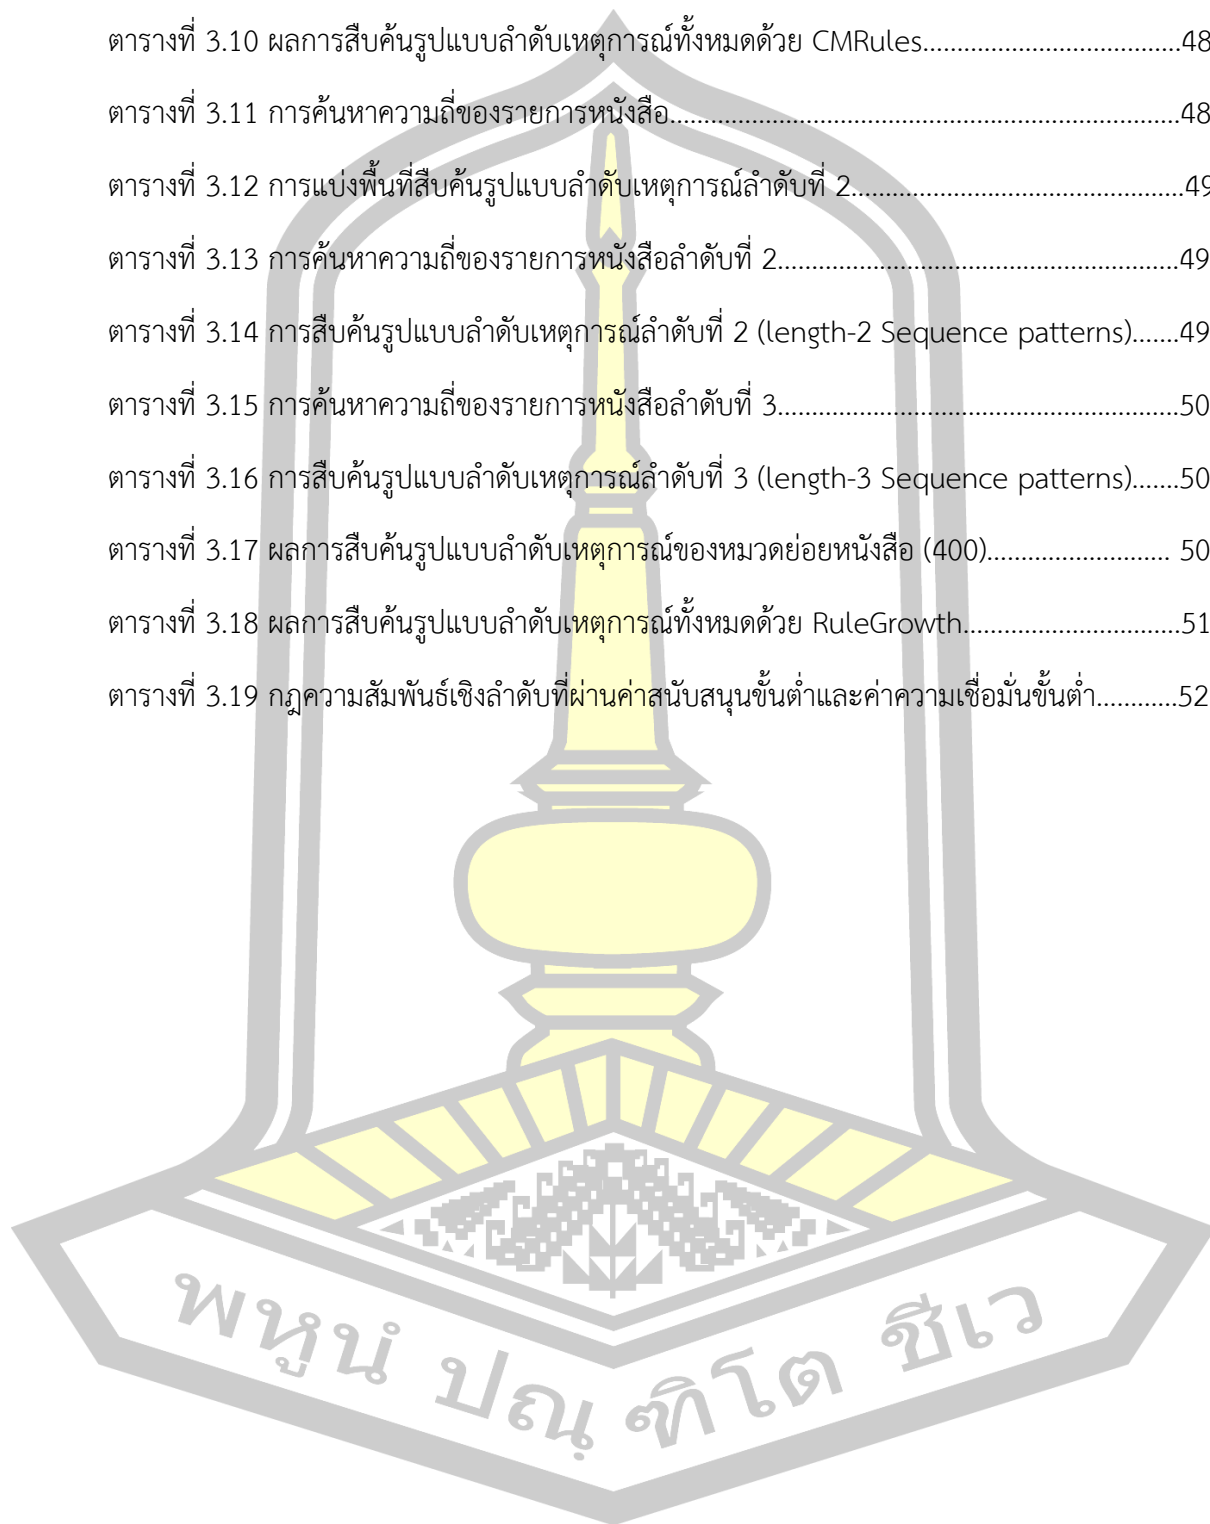 ตารางที่ 3.10 ผลการสืบค้นรูปแบบลำดับเหตุการณ์ทั้งหมดด้วย CMRules......................................48
ตารางที่ 3.11 การค้นหาความถี่ของรายการหนังสือ...........................................................................48
ตารางที่ 3.12 การแบ่งพื้นที่สืบค้นรูปแบบลำดับเหตุการณ์ลำดับที่ 2.................................................49
ตารางที่ 3.13 การค้นหาความถี่ของรายการหนังสือลำดับที่ 2...........................................................49
ตารางที่ 3.14 การสืบค้นรูปแบบลำดับเหตุการณ์ลำดับที่ 2 (length-2 Sequence patterns).......49
ตารางที่ 3.15 การค้นหาความถี่ของรายการหนังสือลำดับที่ 3...........................................................50
ตารางที่ 3.16 การสืบค้นรูปแบบลำดับเหตุการณ์ลำดับที่ 3 (length-3 Sequence patterns).......50
ตารางที่ 3.17 ผลการสืบค้นรูปแบบลำดับเหตุการณ์ของหมวดย่อยหนังสือ (400)........................... 50
ตารางที่ 3.18 ผลการสืบค้นรูปแบบลำดับเหตุการณ์ทั้งหมดด้วย RuleGrowth................................51
ตารางที่ 3.19 กฎความสัมพันธ์เชิงลำดับที่ผ่านค่าสนับสนุนขั้นต่ำและค่าความเชื่อมั่นขั้นต่ำ............52
พหูนํ ปณฺฑิโต ชีเว